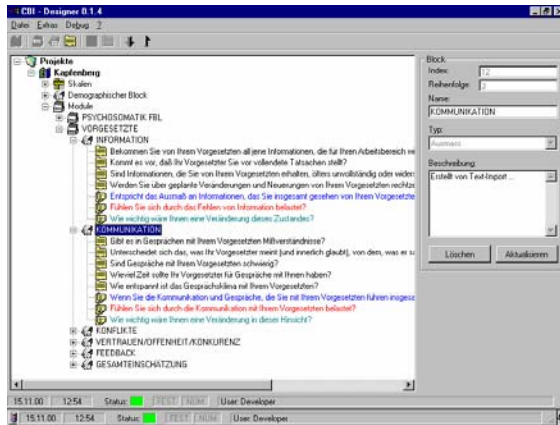 CBI - Designer 0.1.4
Datei Extras Debug ?
Projekte
Kapfenberg
Skalen
Demographischer Block
Module
PSYCHOSOMATIK FBL
VORGESETZTE
INFORMATION
Bekommen Sie von Ihrem Vorgesetzten all jene Informationen, die für Ihren Arbeitsbereich
Kommt es vor, daß Ihr Vorgesetzter Sie vor vollendete Tatsachen stellt?
Sind Informationen, die Sie von Ihrem Vorgesetzten erhalten, öfters unvollständig oder
Werden Sie über geplante Veränderungen und Neuerungen von Ihrem Vorgesetzten
Entspricht das Ausmaß an Informationen, das Sie insgesamt gesehen von Ihrem
Fühlen Sie sich durch das Fehlen von Information belastet?
Wie wichtig wäre Ihnen eine Veränderung dieses Zustandes?
KOMMUNIKATION
Gibt es in Gesprächen mit Ihrem Vorgesetzten Mißverständnisse?
Unterscheidet sich das, was Ihr Vorgesetzter meint (und innerlich glaubt), von dem, was er
Sind Gespräche mit Ihrem Vorgesetzten schwierig?
Wieviel Zeit sollte Ihr Vorgesetzter für Gespräche mit Ihnen haben?
Wie entspannt ist das Gesprächsklima mit Ihrem Vorgesetzten?
Wenn Sie die Kommunikation und Gespräche, die Sie mit Ihrem Vorgesetzten führen
Fühlen Sie sich durch die Kommunikation mit Ihrem Vorgesetzten belastet?
Wie wichtig wäre Ihnen eine Veränderung in dieser Hinsicht?
KONFLIKTE
VERTRAUEN/OFFENHEIT/KONKURENZ
FEEDBACK
GESAMTEINSCHÄTZUNG
Block
Index: 12
Reihenfolge: 3
Name:
KOMMUNIKATION
Typ:
Ausmass
Beschreibung:
Erstellt von Text-Import ...
Löschen Aktualisieren
15.11.00 12:54 Status: FEST NUM User: Developer
15.11.00 12:54 Status: FEST NUM User: Developer